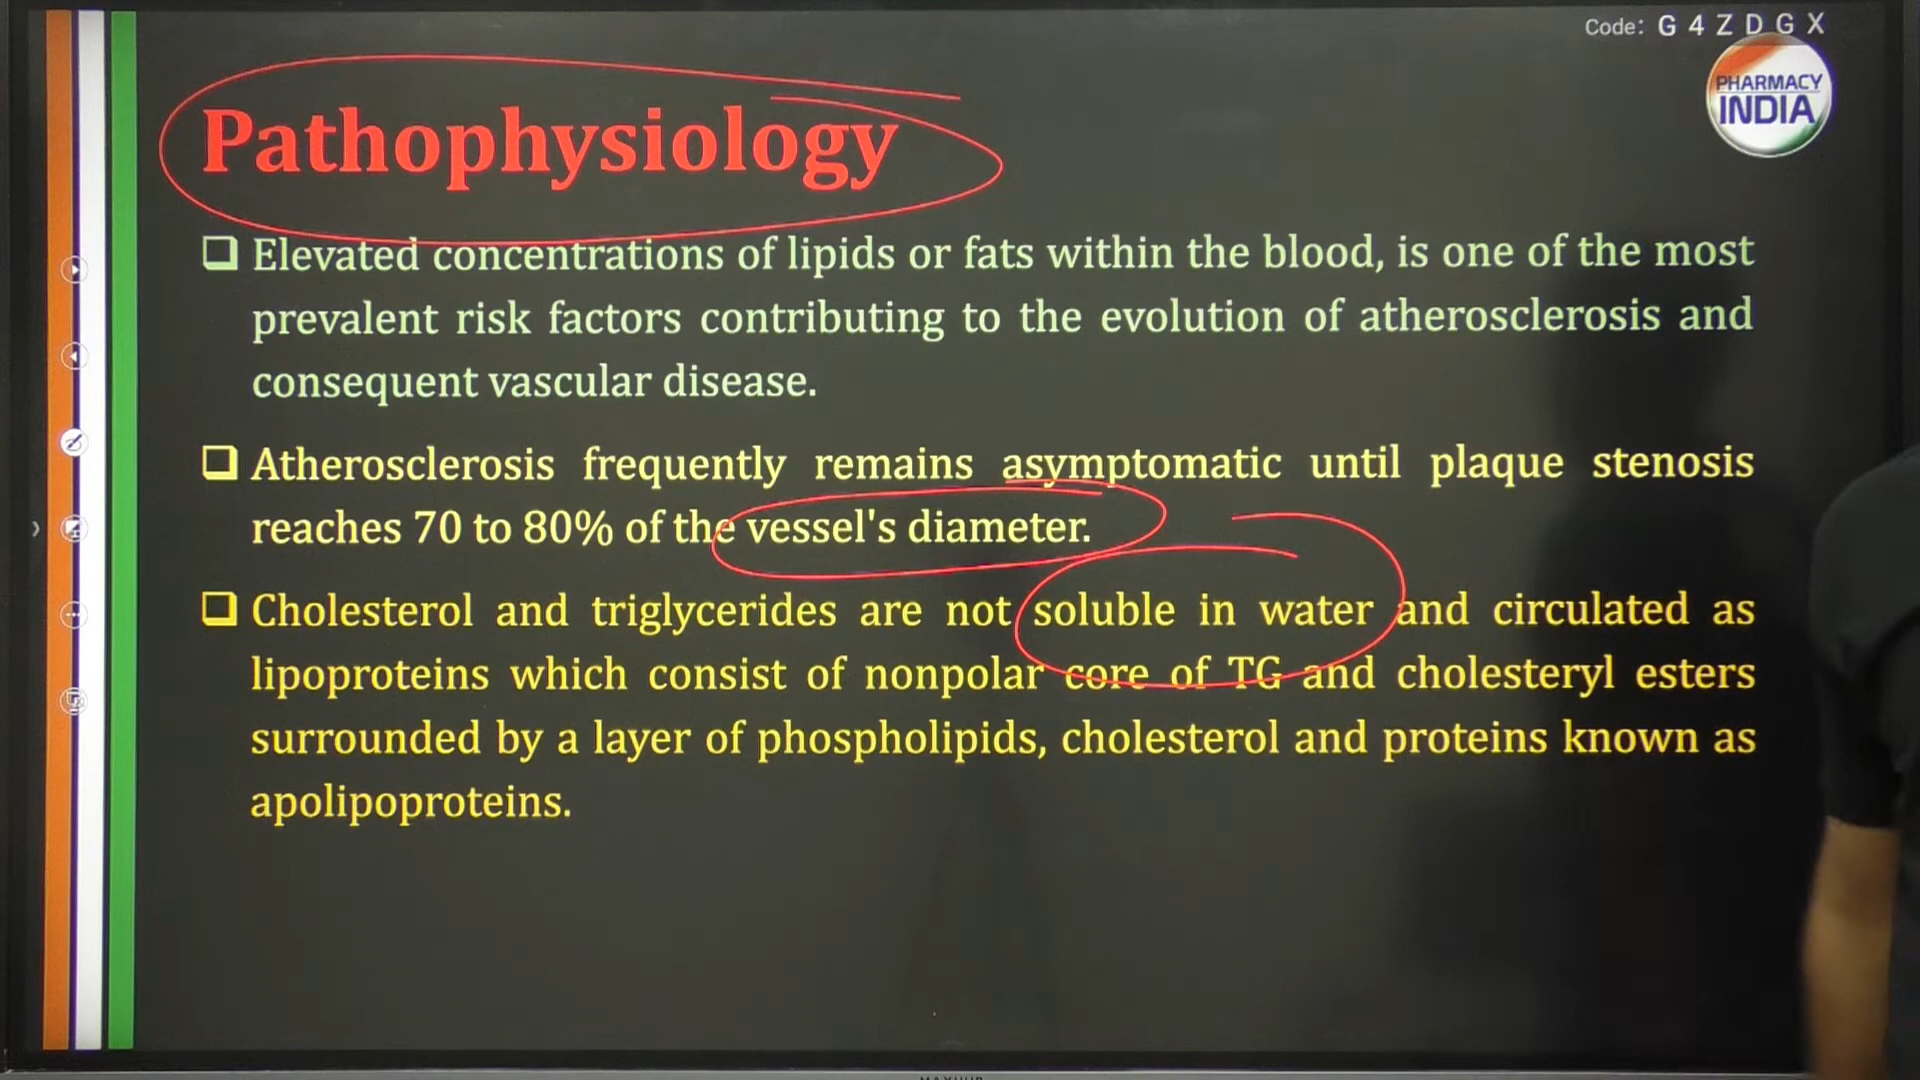 Code: G 4 Z D G X
PHARMACY
INDIA
Pathophysiology
❑ Elevated concentrations of lipids or fats within the blood, is one of the most
prevalent risk factors contributing to the evolution of atherosclerosis and
consequent vascular disease.
❑ Atherosclerosis frequently remains asymptomatic until plaque stenosis
reaches 70 to 80% of the vessel's diameter.
❑ Cholesterol and triglycerides are not soluble in water and circulated as
lipoproteins which consist of nonpolar core of TG and cholesteryl esters
surrounded by a layer of phospholipids, cholesterol and proteins known as
apolipoproteins.